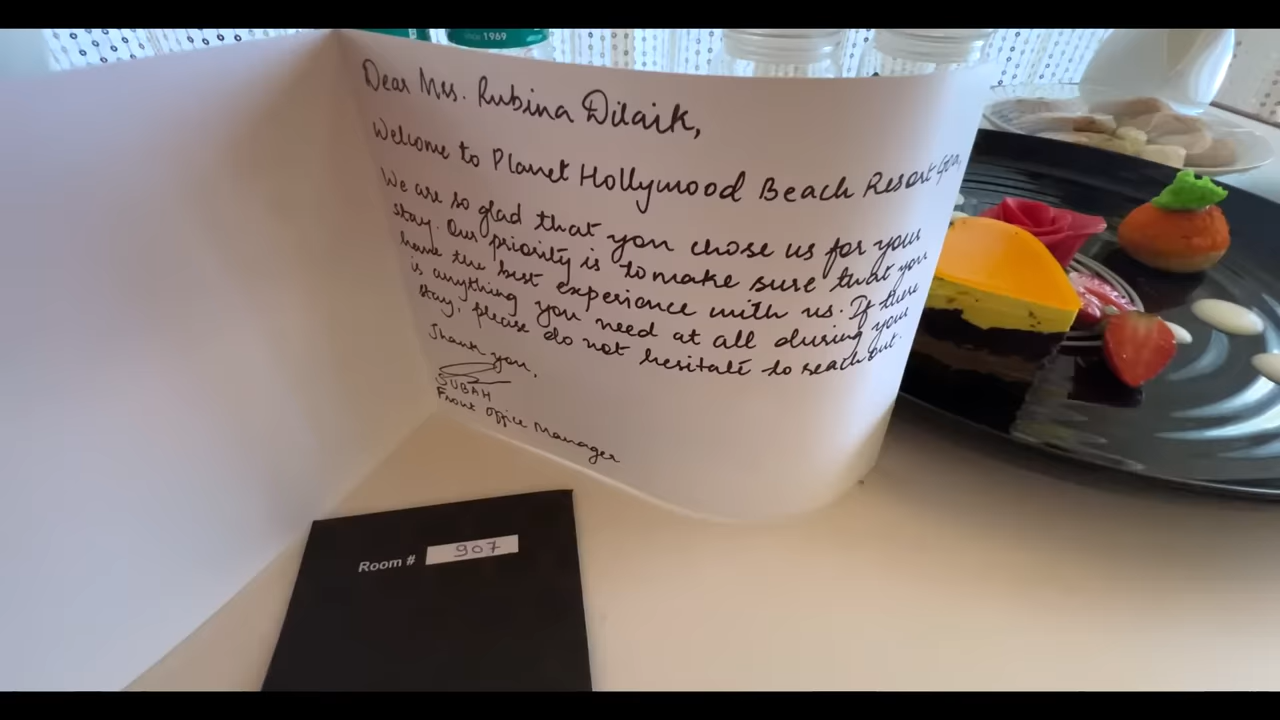 SINCE 1969
Dear Mrs. Rubina Dilaik,
Welcome to Planet Hollywood Beach Resort Goa,
We are so glad that you chose us for your
stay. Our priority is to make sure that you
have the best experience with us. If there
is anything you need at all during your
stay, please do not hesitate to reach out.
Thank you,
SUBAH
Front Office Manager
Room # 907